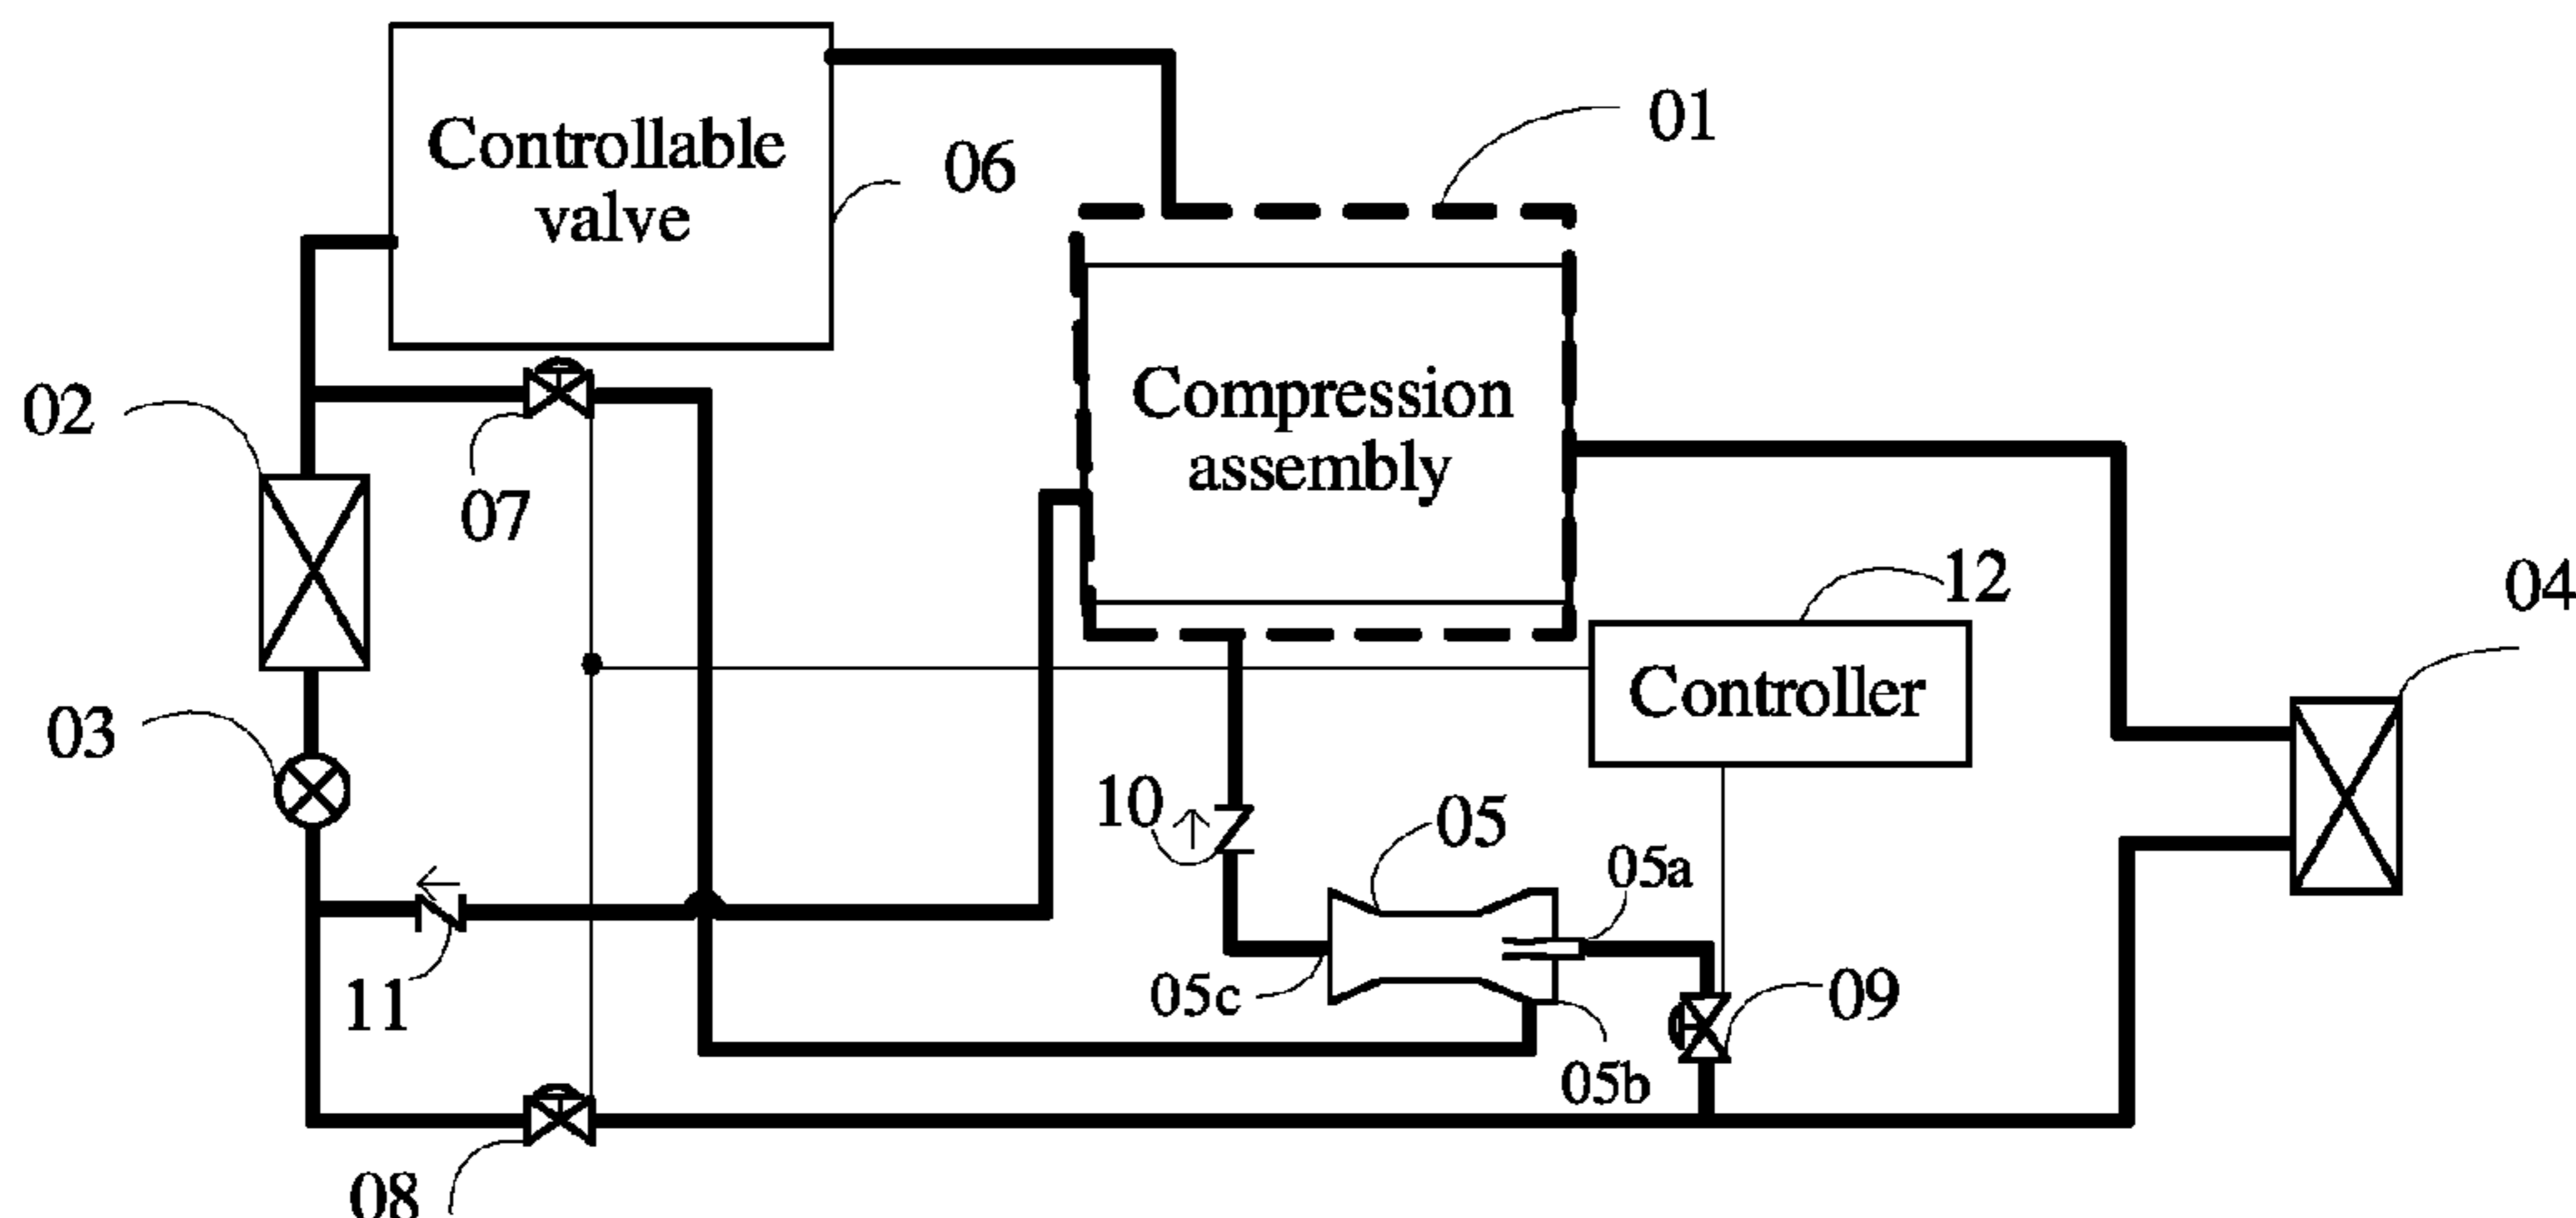 Controllable
valve
01
06
Compression
assembly
02
07
12
04
Controller
03
10
05
05a
11
05c
09
05b
08